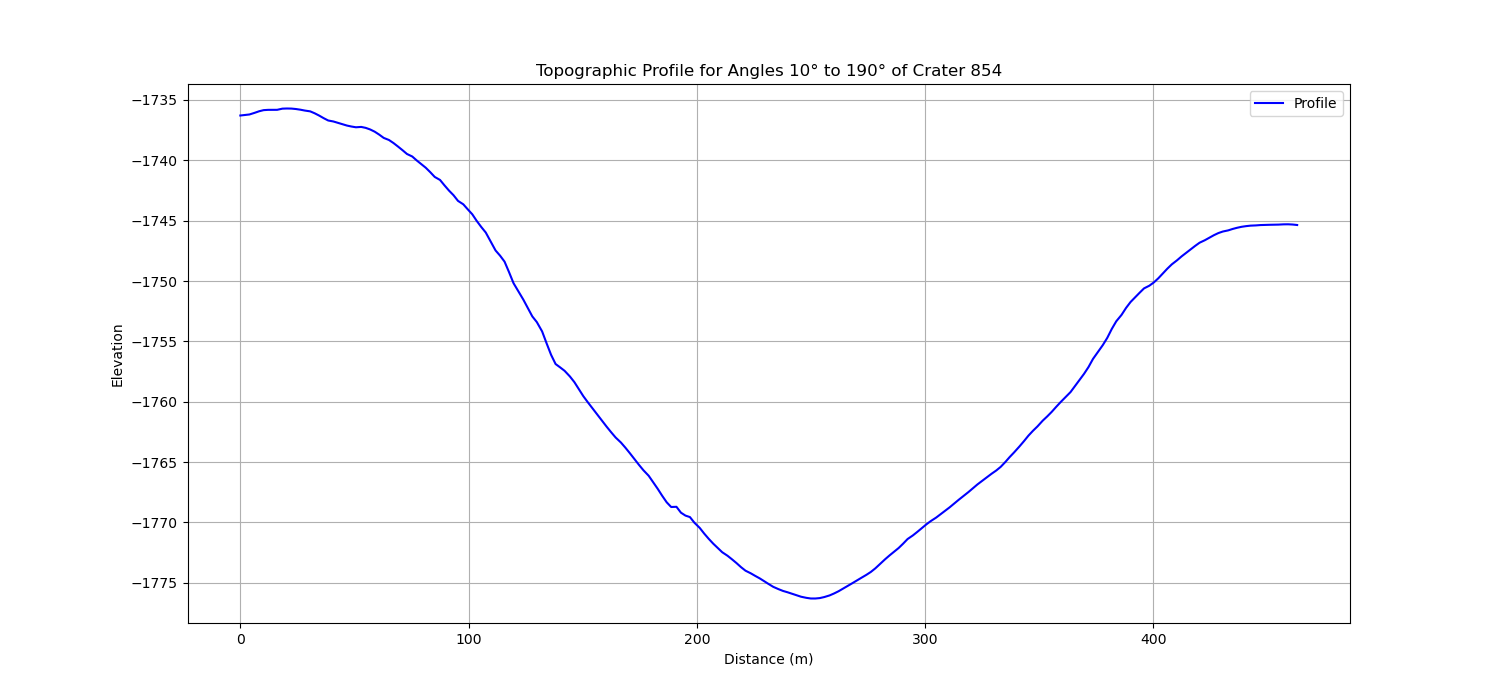 Topographic Profile for Angles 10° to 190° of Crater 854
Profile
−1735
−1740
−1745
−1750
−1755
−1760
−1765
−1770
−1775
Elevation
0 100 200 300 400
Distance (m)